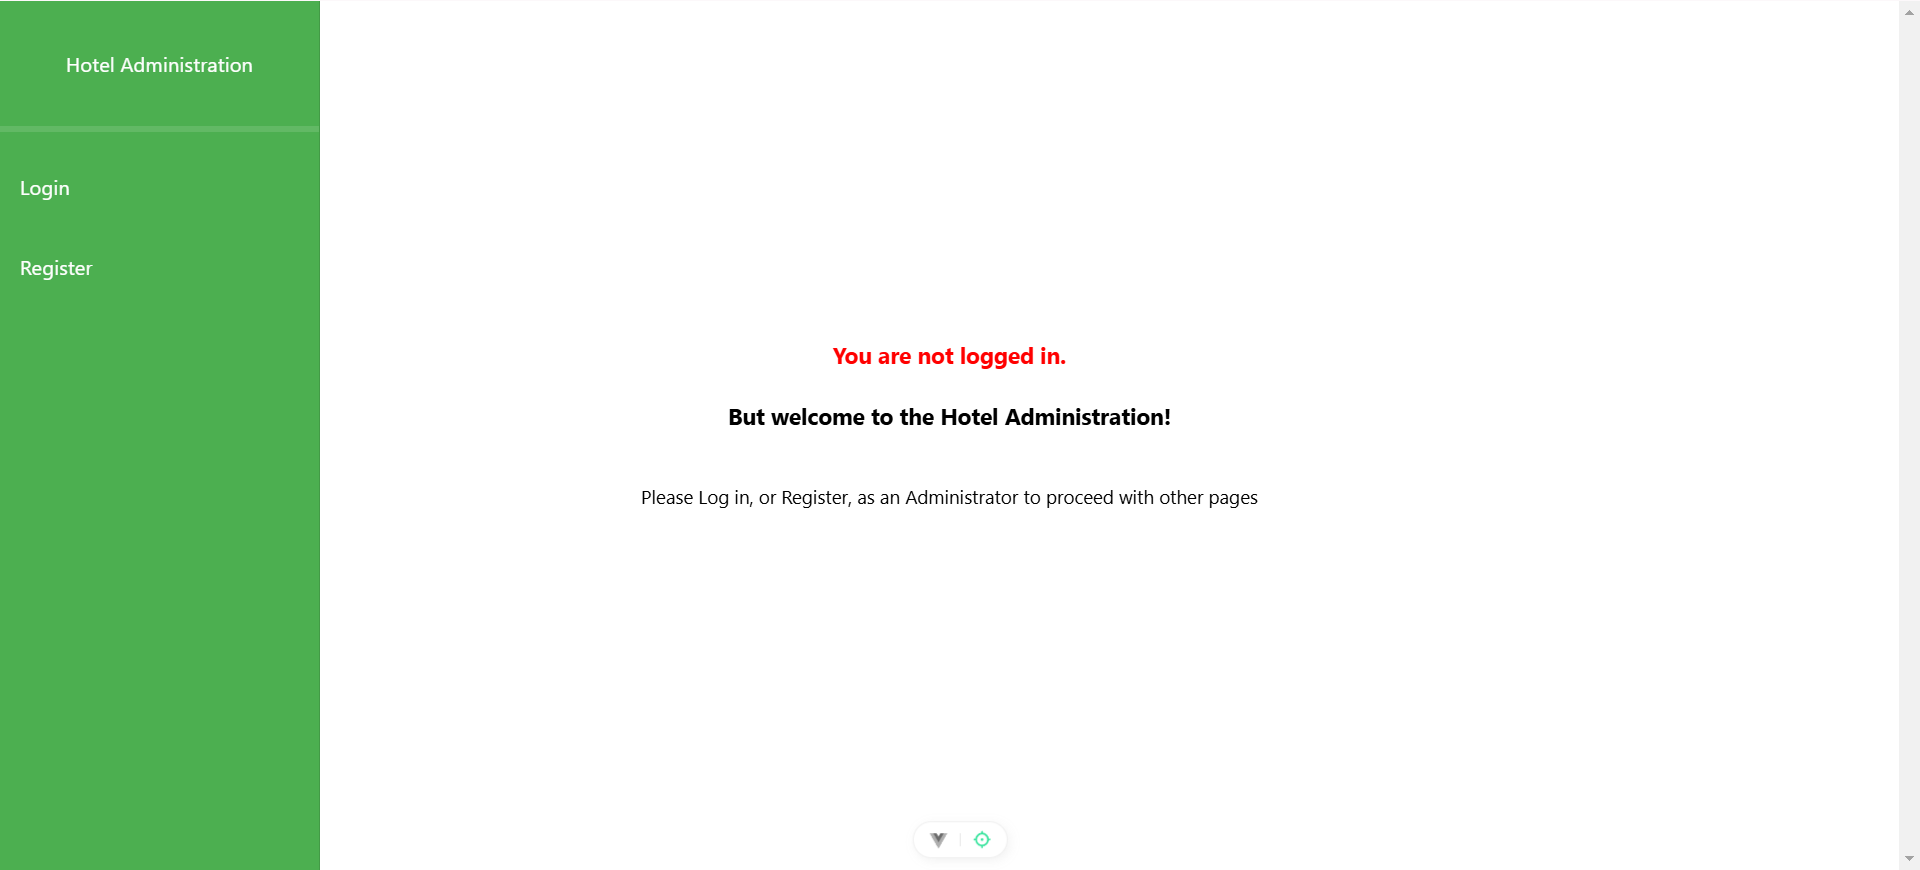 Hotel Administration
Login
Register
You are not logged in.
But welcome to the Hotel Administration!
Please Log in, or Register, as an Administrator to proceed with other pages